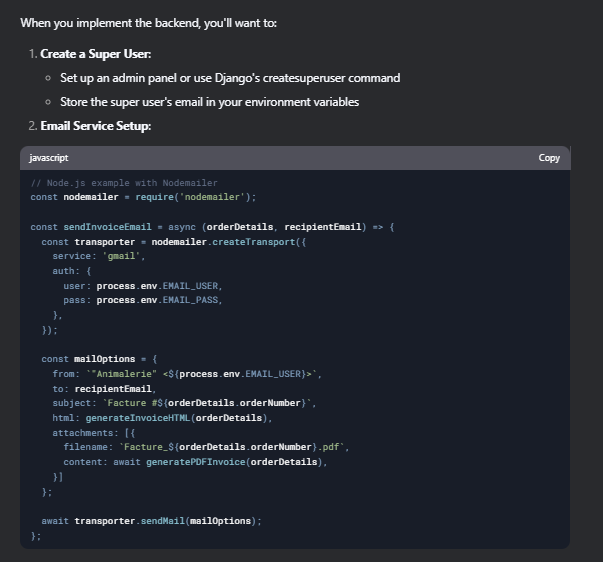 When you implement the backend, you'll want to:
1. Create a Super User:
Set up an admin panel or use Django's createsuperuser command
Store the super user's email in your environment variables
2. Email Service Setup:
javascript Copy
// Node.js example with Nodemailer
const nodemailer = require('nodemailer');

const sendInvoiceEmail = async (orderDetails, recipientEmail) => {
  const transporter = nodemailer.createTransport({
    service: 'gmail',
    auth: {
      user: process.env.EMAIL_USER,
      pass: process.env.EMAIL_PASS,
    },
  });

  const mailOptions = {
    from: `"Animalerie" <${process.env.EMAIL_USER}>`,
    to: recipientEmail,
    subject: `Facture #${orderDetails.orderNumber}`,
    html: generateInvoiceHTML(orderDetails),
    attachments: [{
      filename: `Facture_${orderDetails.orderNumber}.pdf`,
      content: await generatePDFInvoice(orderDetails),
    }]
  };

  await transporter.sendMail(mailOptions);
};